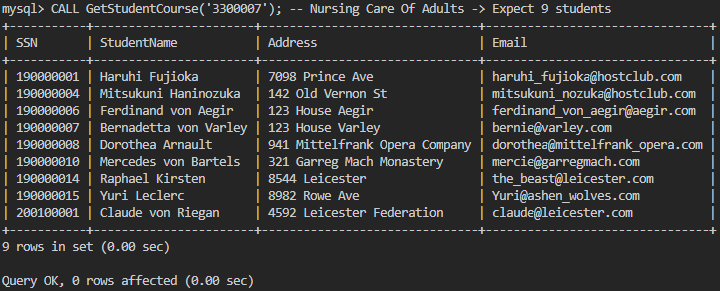 mysql> CALL GetStudentCourse('3300007'); -- Nursing Care Of Adults -> Expect 9 students
+-----------+----------------------+------------------------------+-----------------------------+
| SSN       | StudentName          | Address                      | Email                       |
+-----------+----------------------+------------------------------+-----------------------------+
| 190000001 | Haruhi Fujioka       | 7098 Prince Ave              | haruhi_fujioka@hostclub.com |
| 190000004 | Mitsukuni Haninozuka | 142 Old Vernon St            | mitsukuni_nozuka@hostclub.com |
| 190000006 | Ferdinand von Aegir  | 123 House Aegir              | ferdinand_von_aegir@aegir.com |
| 190000007 | Bernadetta von Varley | 123 House Varley            | bernie@varley.com           |
| 190000008 | Dorothea Arnault     | 941 Mittelfrank Opera Company | dorothea@mittelfrank_opera.com |
| 190000010 | Mercedes von Bartels | 321 Garreg Mach Monastery    | mercie@garregmach.com       |
| 190000014 | Raphael Kirsten      | 8544 Leicester               | the_beast@leicester.com     |
| 190000015 | Yuri Leclerc         | 8982 Rowe Ave                | Yuri@ashen_wolves.com       |
| 200100001 | Claude von Riegan    | 4592 Leicester Federation    | claude@leicester.com        |
+-----------+----------------------+------------------------------+-----------------------------+
9 rows in set (0.00 sec)
Query OK, 0 rows affected (0.00 sec)